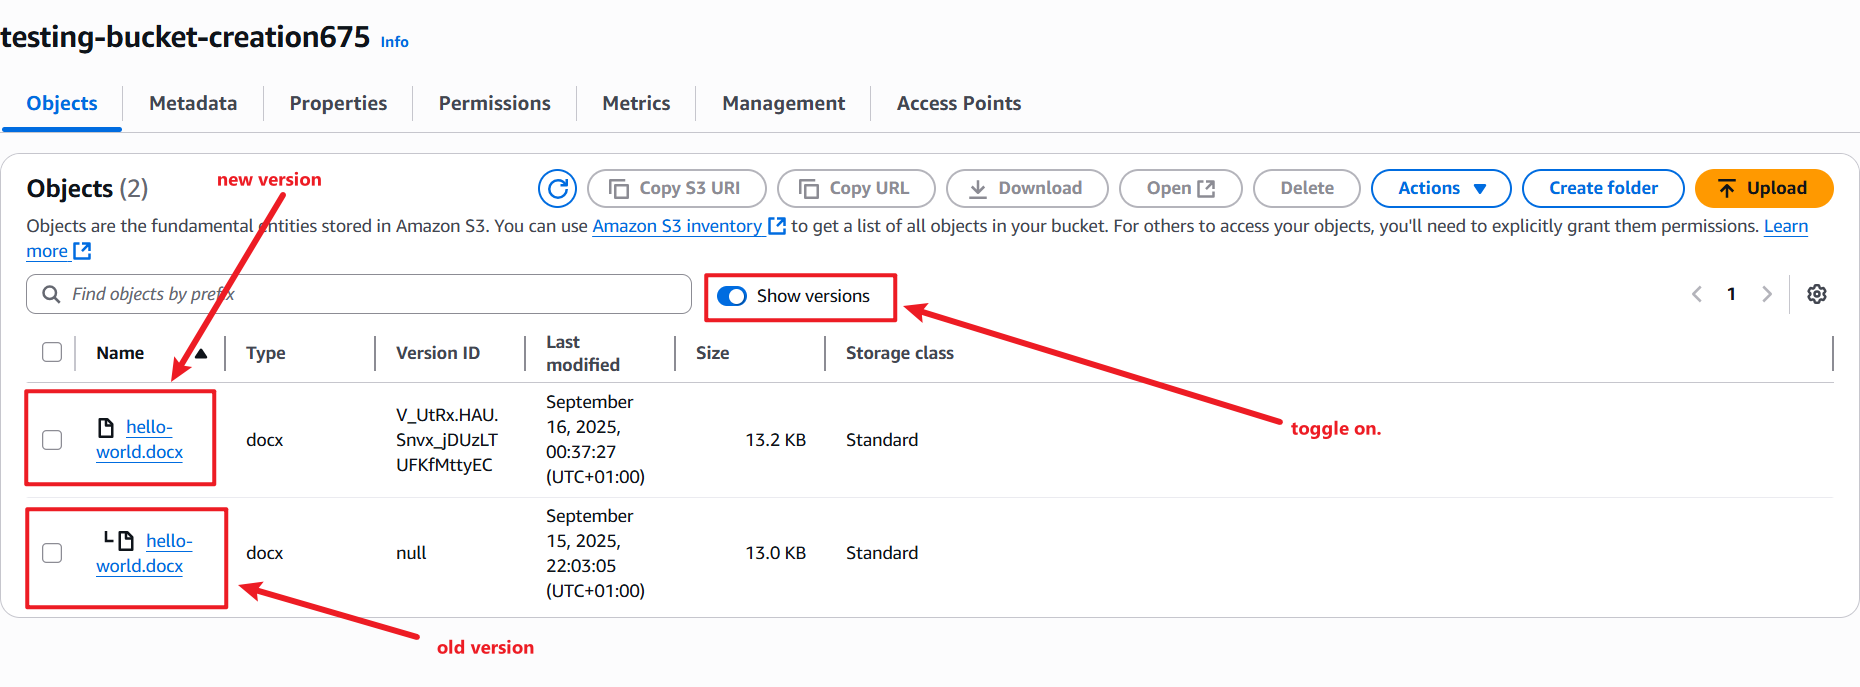 testing-bucket-creation675 Info
Objects Metadata Properties Permissions Metrics Management Access Points
Objects (2) new version Copy S3 URI Copy URL Download Open Delete Actions Create folder Upload
Objects are the fundamental entities stored in Amazon S3. You can use Amazon S3 inventory to get a list of all objects in your bucket. For others to access your objects, you'll need to explicitly grant them permissions. Learn
more
Find objects by prefix Show versions 1
Name Type Version ID Last modified Size Storage class
hello-
world.docx
docx
V_UtRx.HAU.
Snvx_jDUzLT
UFKfMttyEC
September
16, 2025,
00:37:27
(UTC+01:00)
13.2 KB
Standard
toggle on.
hello-
world.docx
docx
null
September
15, 2025,
22:03:05
(UTC+01:00)
13.0 KB
Standard
old version